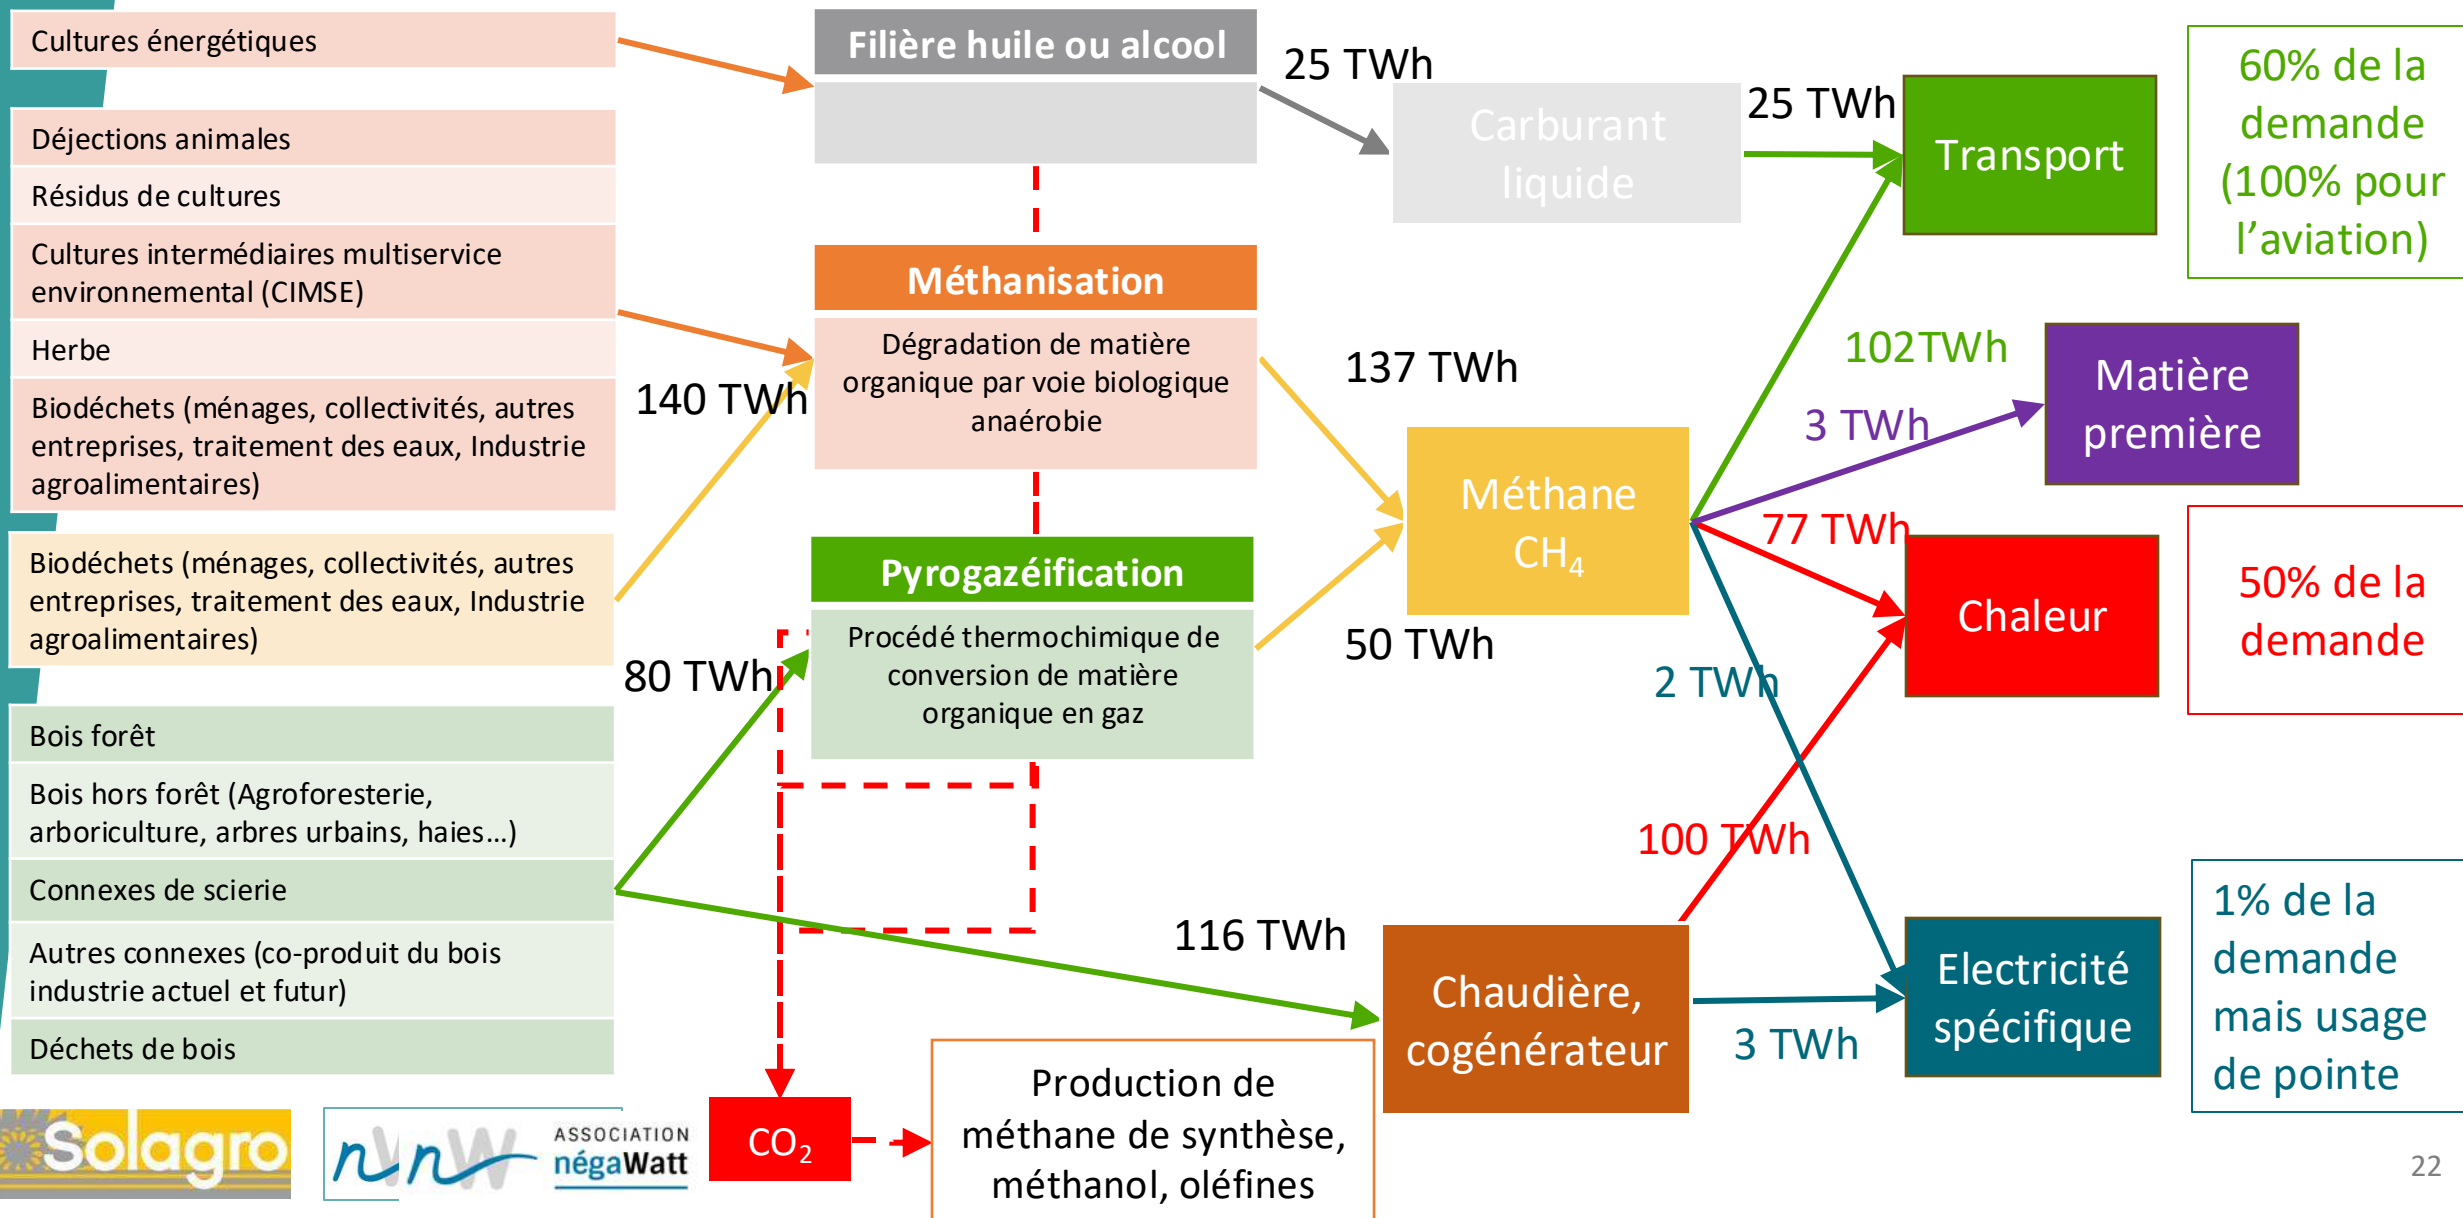 Cultures énergétiques
Déjections animales
Résidus de cultures
Cultures intermédiaires multiservice
environnemental (CIMSE)
Herbe
Biodéchets (ménages, collectivités, autres
entreprises, traitement des eaux, Industrie
agroalimentaires)
Biodéchets (ménages, collectivités, autres
entreprises, traitement des eaux, Industrie
agroalimentaires)
Bois forêt
Bois hors forêt (Agroforesterie,
arboriculture, arbres urbains, haies…)
Connexes de scierie
Autres connexes (co-produit du bois
industrie actuel et futur)
Déchets de bois
140 TWh
80 TWh
Filière huile ou alcool
Méthanisation
Dégradation de matière
organique par voie biologique
anaérobie
Pyrogazéification
Procédé thermochimique de
conversion de matière
organique en gaz
25 TWh
137 TWh
50 TWh
116 TWh
Carburant
liquide
Méthane
CH₄
Chaudière,
cogénérateur
25 TWh
102TWh
3 TWh
77 TWh
2 TWh
100 TWh
3 TWh
Transport
Matière
première
Chaleur
Electricité
spécifique
60% de la
demande
(100% pour
l’aviation)
50% de la
demande
1% de la
demande
mais usage
de pointe
CO₂
Production de
méthane de synthèse,
méthanol, oléfines
Solagro
nW nW
ASSOCIATION
négaWatt
22